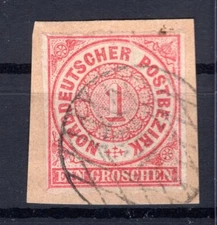 NORDDEUTSCHER POSTBEZIRK
1
EIN GROSCHEN